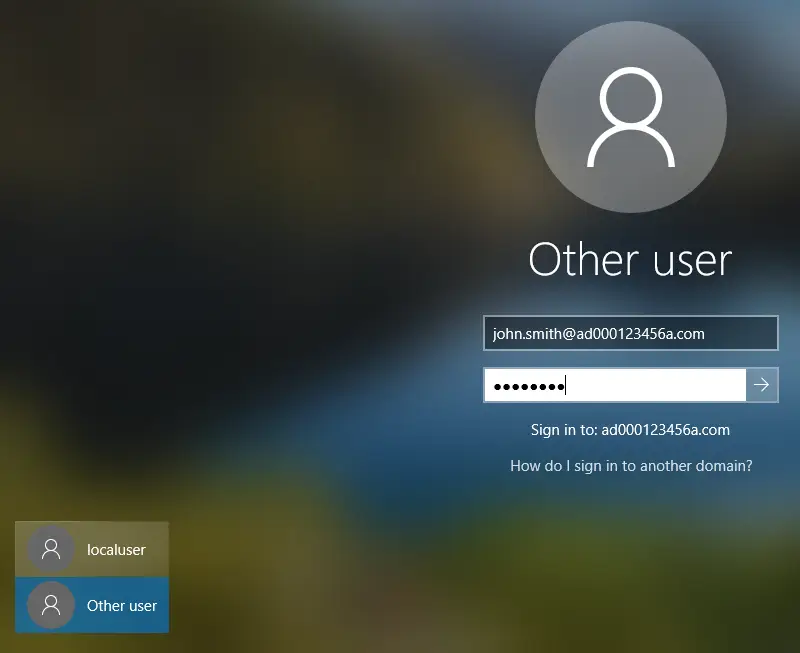 Other user
john.smith@ad000123456a.com
●●●●●●●●
Sign in to: ad000123456a.com
How do I sign in to another domain?
localuser
Other user